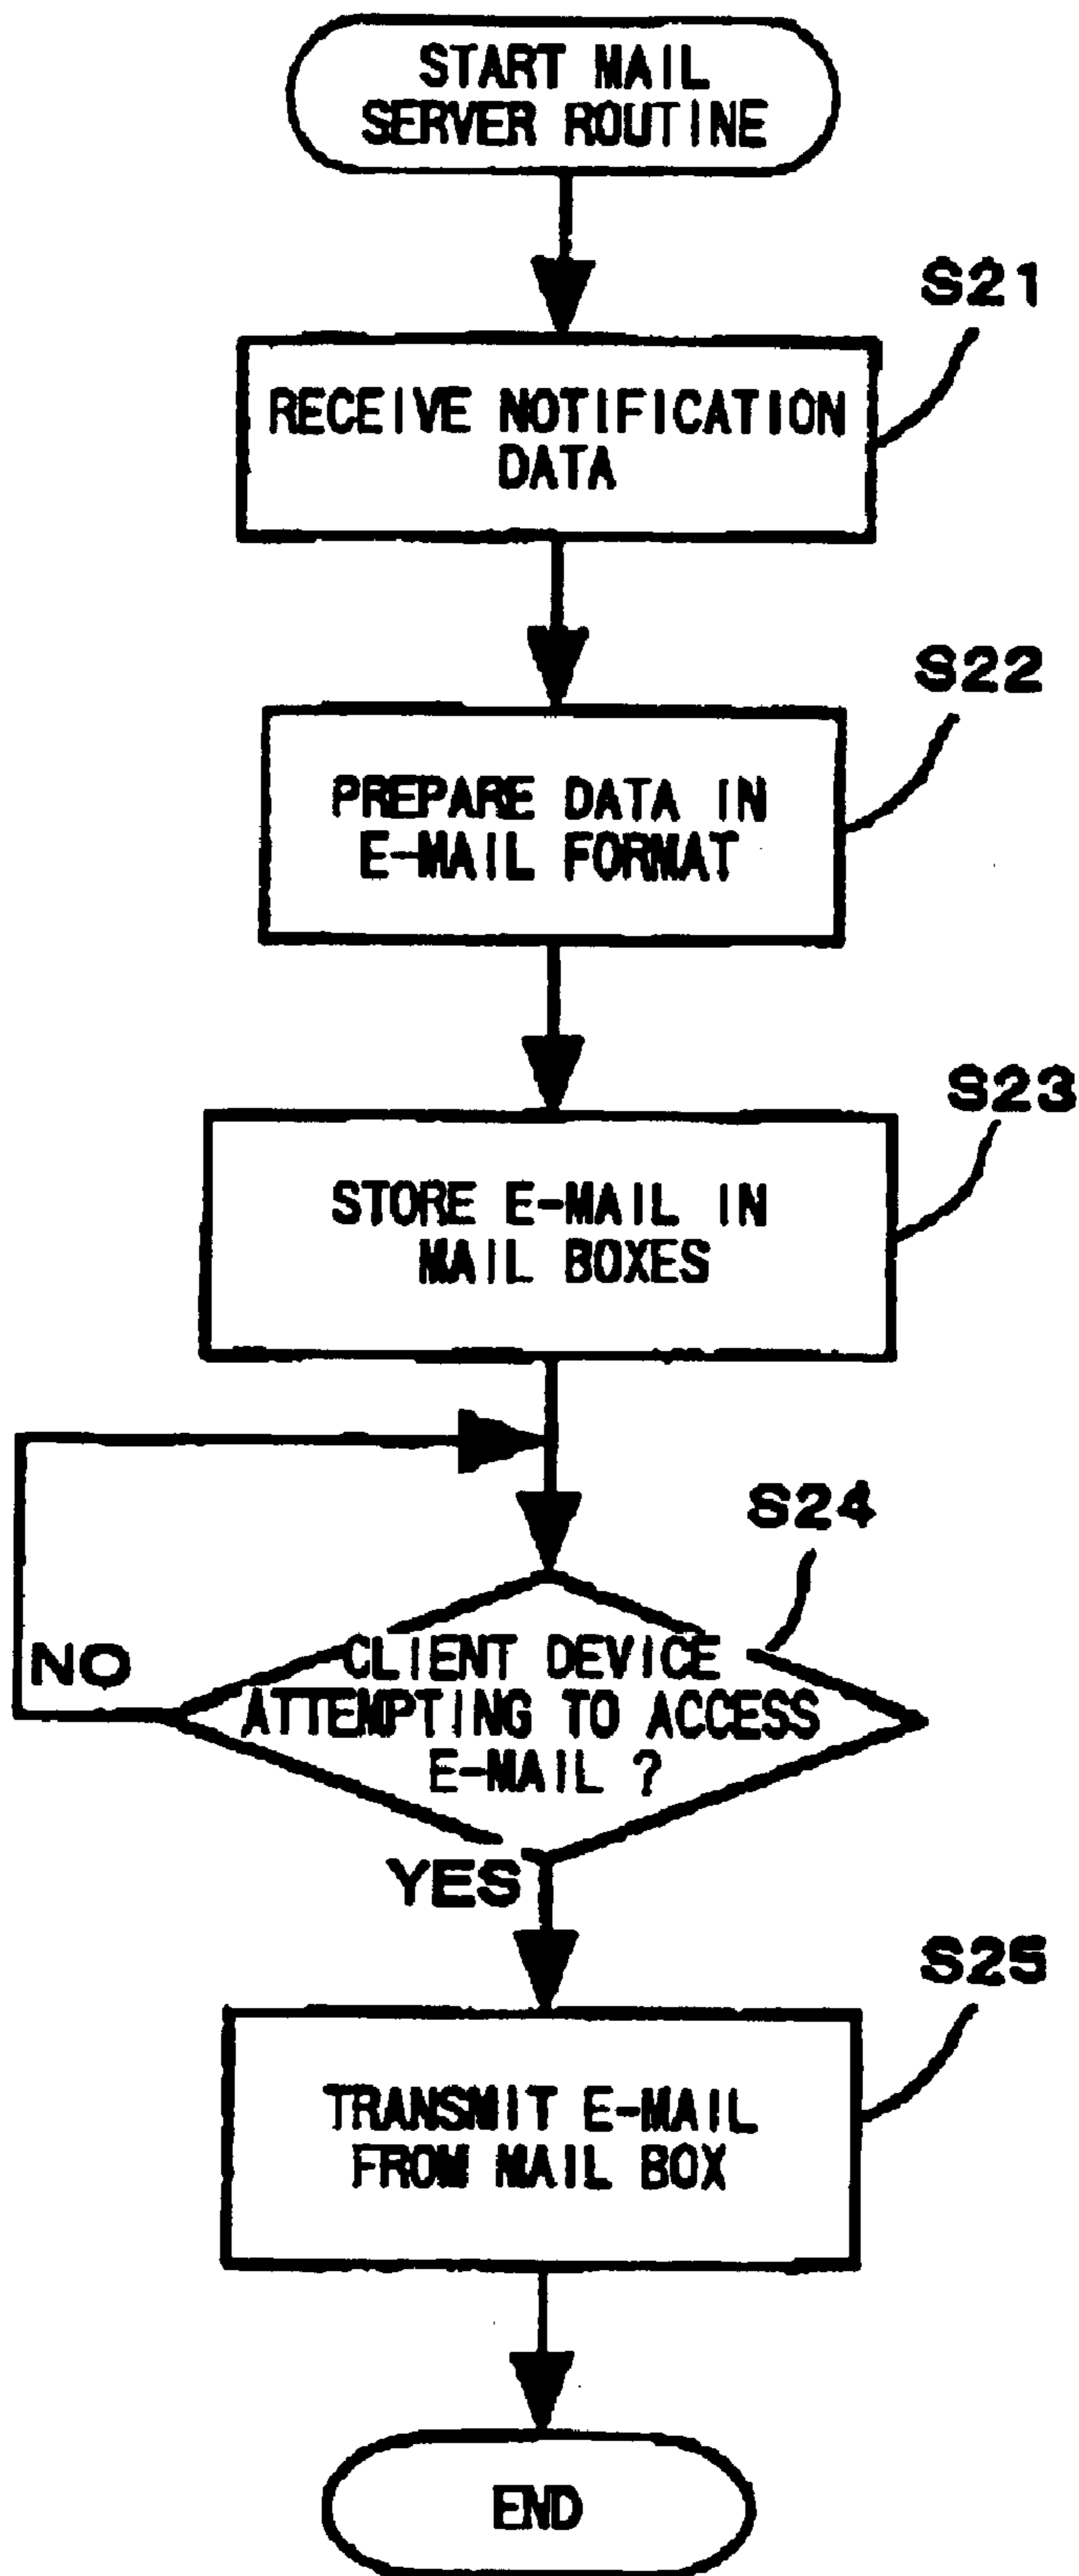 START MAIL
SERVER ROUTINE
S21
RECEIVE NOTIFICATION
DATA
S22
PREPARE DATA IN
E-MAIL FORMAT
S23
STORE E-MAIL IN
MAIL BOXES
S24
CLIENT DEVICE
ATTEMPTING TO ACCESS
E-MAIL ?
NO
YES
S25
TRANSMIT E-MAIL
FROM MAIL BOX
END